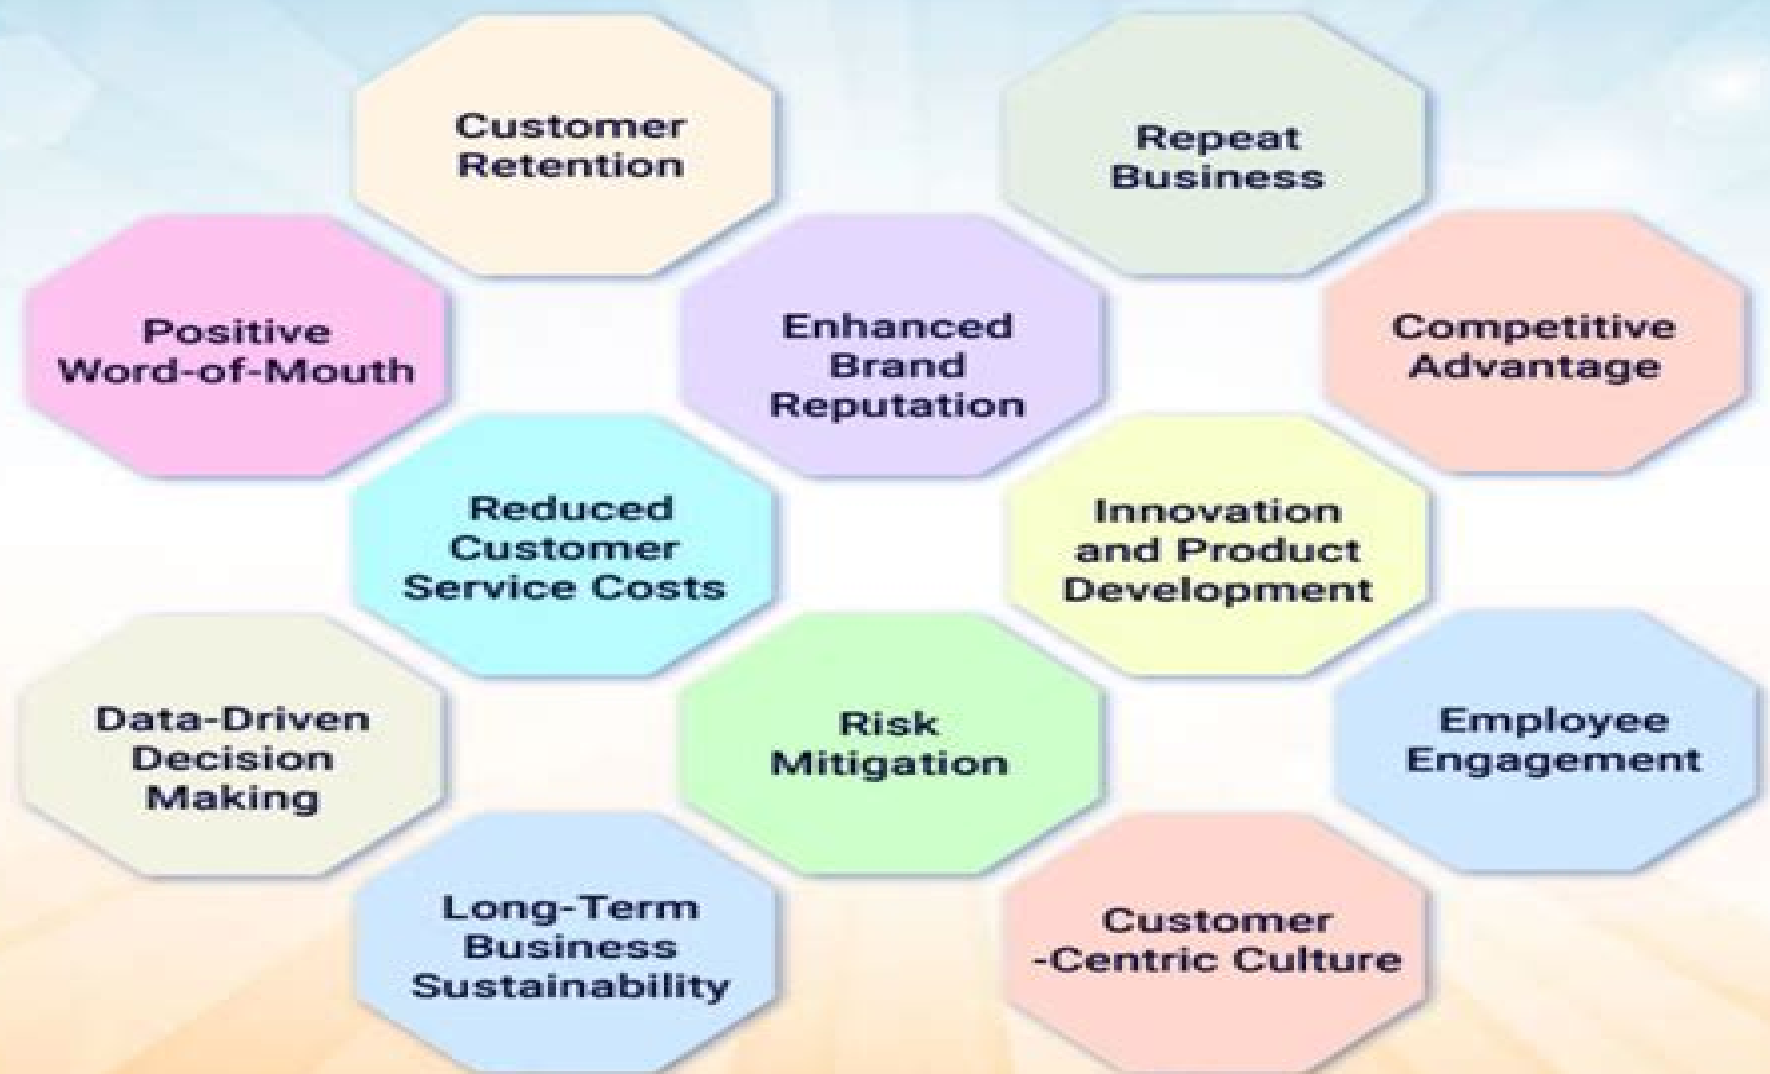 Customer
Retention
Repeat
Business
Positive
Word-of-Mouth
Enhanced
Brand
Reputation
Competitive
Advantage
Reduced
Customer
Service Costs
Innovation
and Product
Development
Data-Driven
Decision
Making
Risk
Mitigation
Employee
Engagement
Long-Term
Business
Sustainability
Customer
-Centric Culture